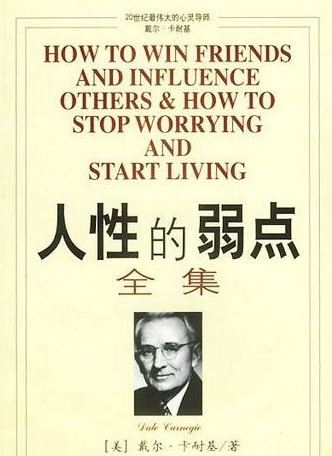 20世纪最伟大的心灵导师
戴尔·卡耐基
HOW TO WIN FRIENDS
AND INFLUENCE
OTHERS & HOW TO
STOP WORRYING
AND
START LIVING
人性的弱点
全集
Dale Carnegie
[美] 戴尔·卡耐基/著